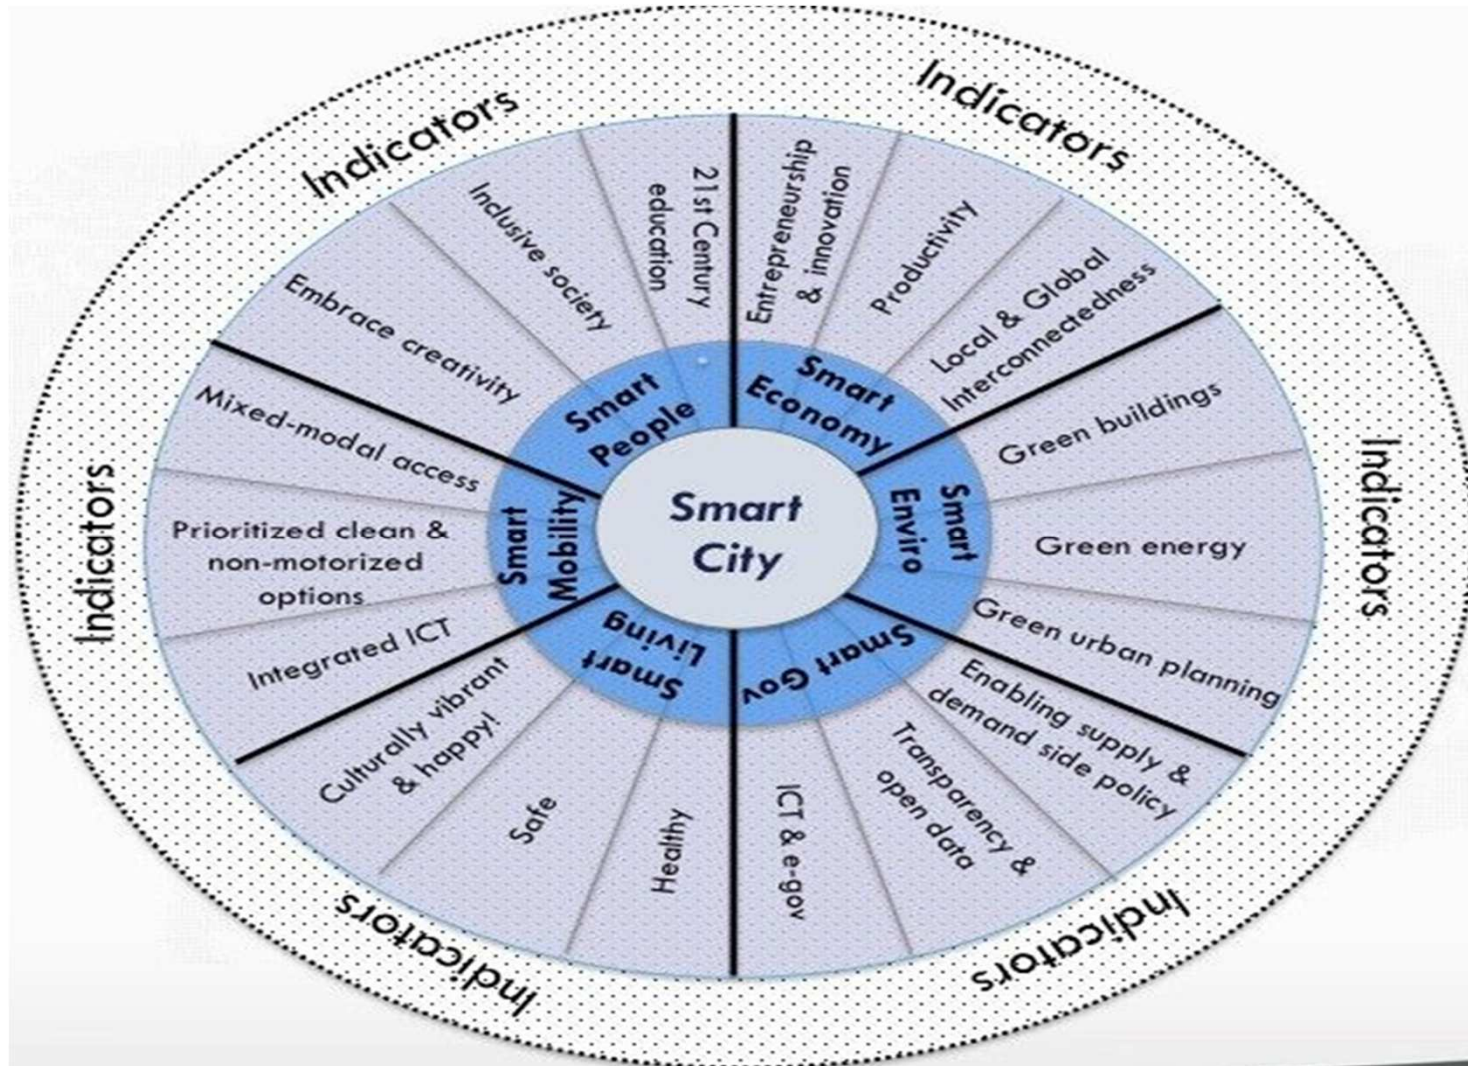 Smart
City
Smart
Economy
Entrepreneurship
& innovation
Productivity
Local & Global
Interconnectedness
Smart
Enviro
Green buildings
Green energy
Green urban planning
Smart Gov
Enabling supply &
demand side policy
Transparency &
open data
ICT & e-gov
Smart
Living
Healthy
Safe
Culturally vibrant
& happy!
Smart
Mobility
Integrated ICT
Prioritized clean &
non-motorized
options
Mixed-modal access
Smart
People
Embrace creativity
Inclusive society
21st Century
education
Indicators
Indicators
Indicators
Indicators
Indicators
Indicators